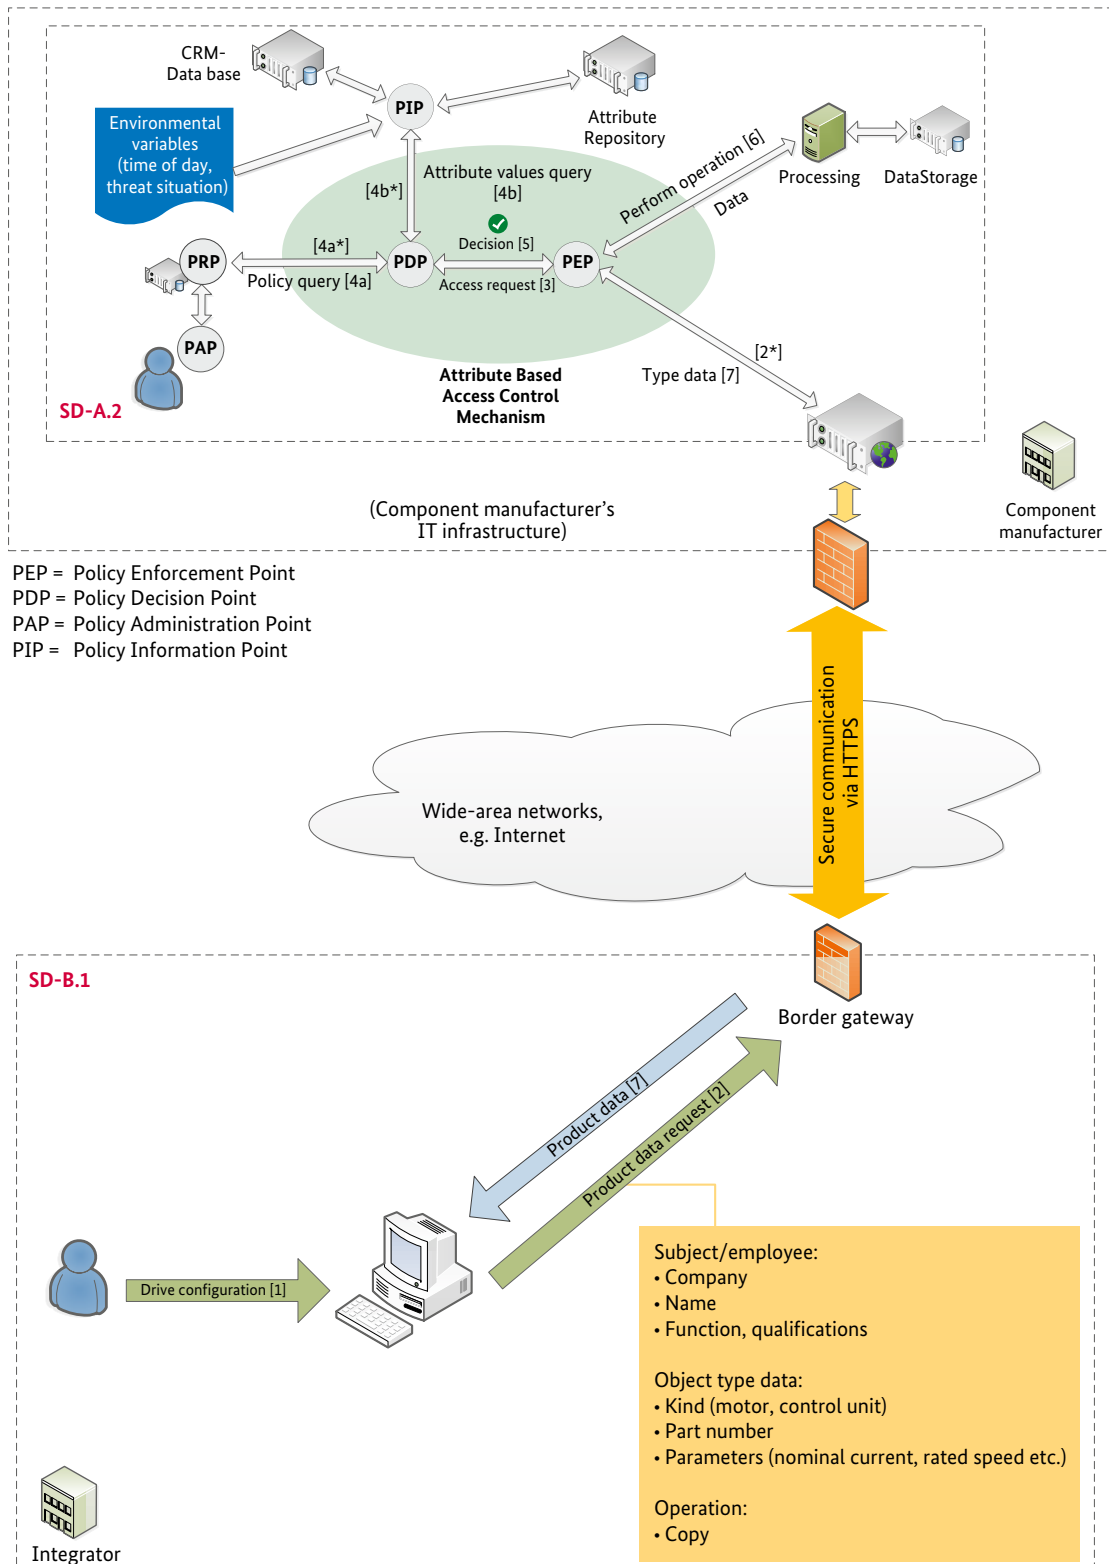 CRM-
Data base
PIP
Attribute
Repository
Environmental
variables
(time of day,
threat situation)
Processing
DataStorage
Perform operation [6]
Data
Attribute values query
[4b]
[4b*]
Decision [5]
[4a*]
PRP
Policy query [4a]
PDP
Access request [3]
PEP
PAP
[2*]
Type data [7]
Attribute Based
Access Control
Mechanism
SD-A.2
(Component manufacturer's
IT infrastructure)
Component
manufacturer
PEP = Policy Enforcement Point
PDP = Policy Decision Point
PAP = Policy Administration Point
PIP = Policy Information Point
Secure communication
via HTTPS
Wide-area networks,
e.g. Internet
SD-B.1
Border gateway
Product data [7]
Product data request [2]
Drive configuration [1]
Subject/employee:
• Company
• Name
• Function, qualifications
Object type data:
• Kind (motor, control unit)
• Part number
• Parameters (nominal current, rated speed etc.)
Operation:
• Copy
Integrator